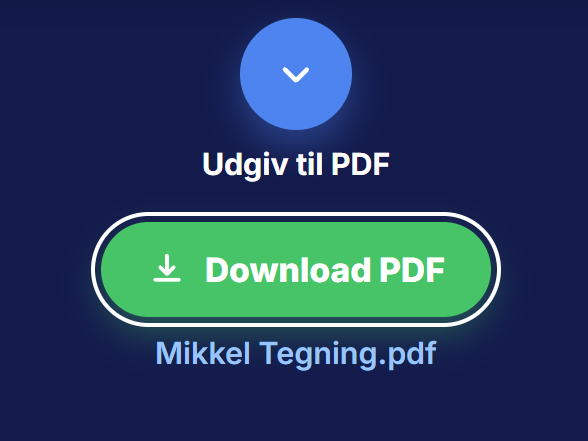 Udgiv til PDF
Download PDF
Mikkel Tegning.pdf